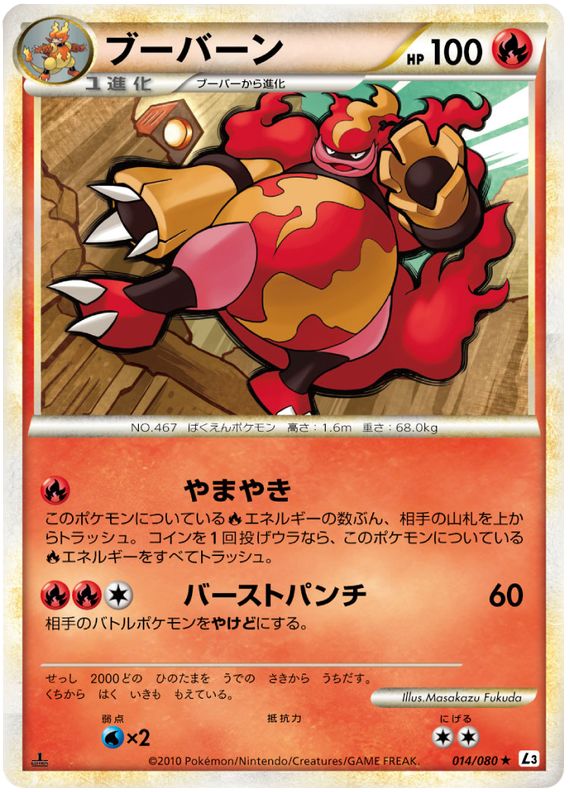 ブーバーン
HP 100
1進化
ブーバーから進化
NO.467 ばくえんポケモン 高さ:1.6m 重さ:68.0kg
やまやき
このポケモンについている エネルギーの数ぶん、相手の山札を上か
らトラッシュ。コインを1回投げウラなら、このポケモンについている
エネルギーをすべてトラッシュ。
バーストパンチ 60
相手のバトルポケモンをやけどにする。
せっし 2000どの ひのたまを うでの さきから うちだす。
くちから はく いきも もえている。
Illus.Masakazu Fukuda
弱点 抵抗力 にげる
×2
1
©2010 Pokémon/Nintendo/Creatures/GAME FREAK.
014/080 ★ L3